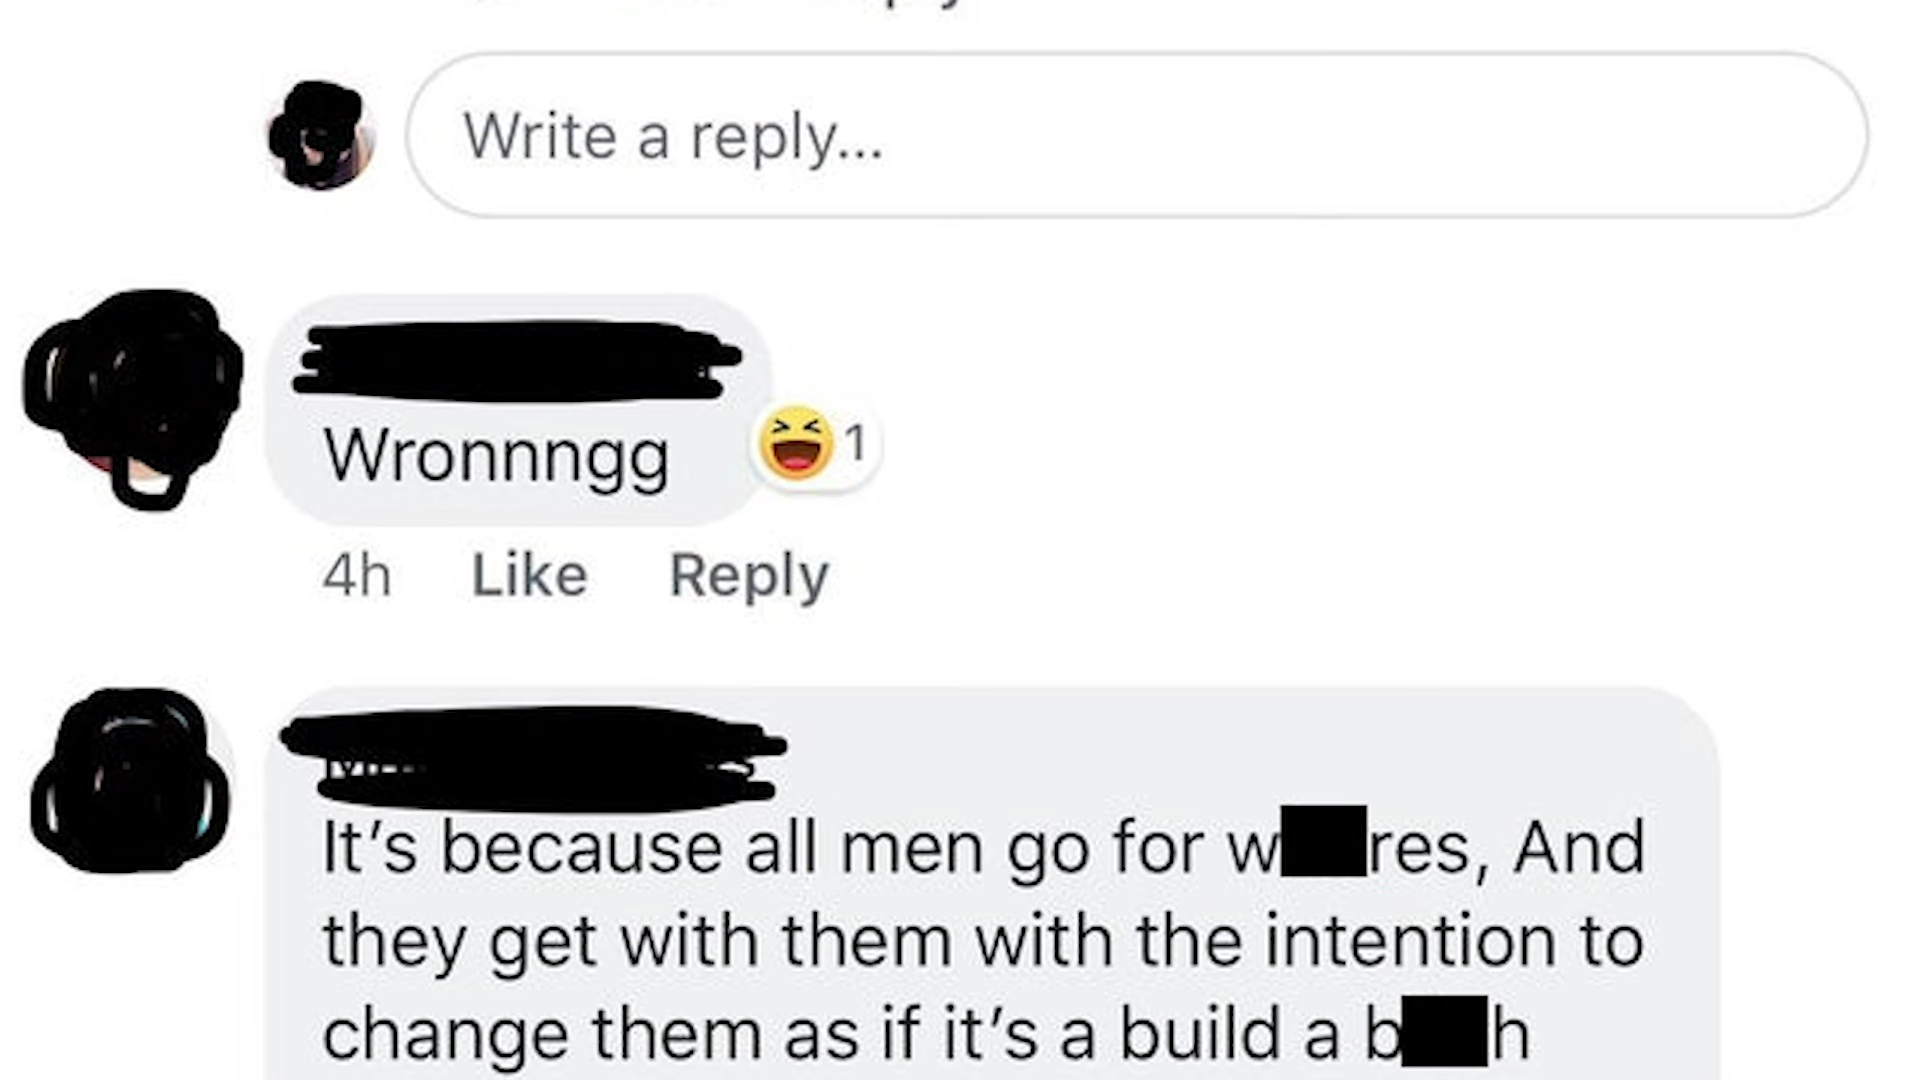 Write a reply...
Wronnngg
1
4h Like Reply
It's because all men go for w██res, And
they get with them with the intention to
change them as if it's a build a b██h